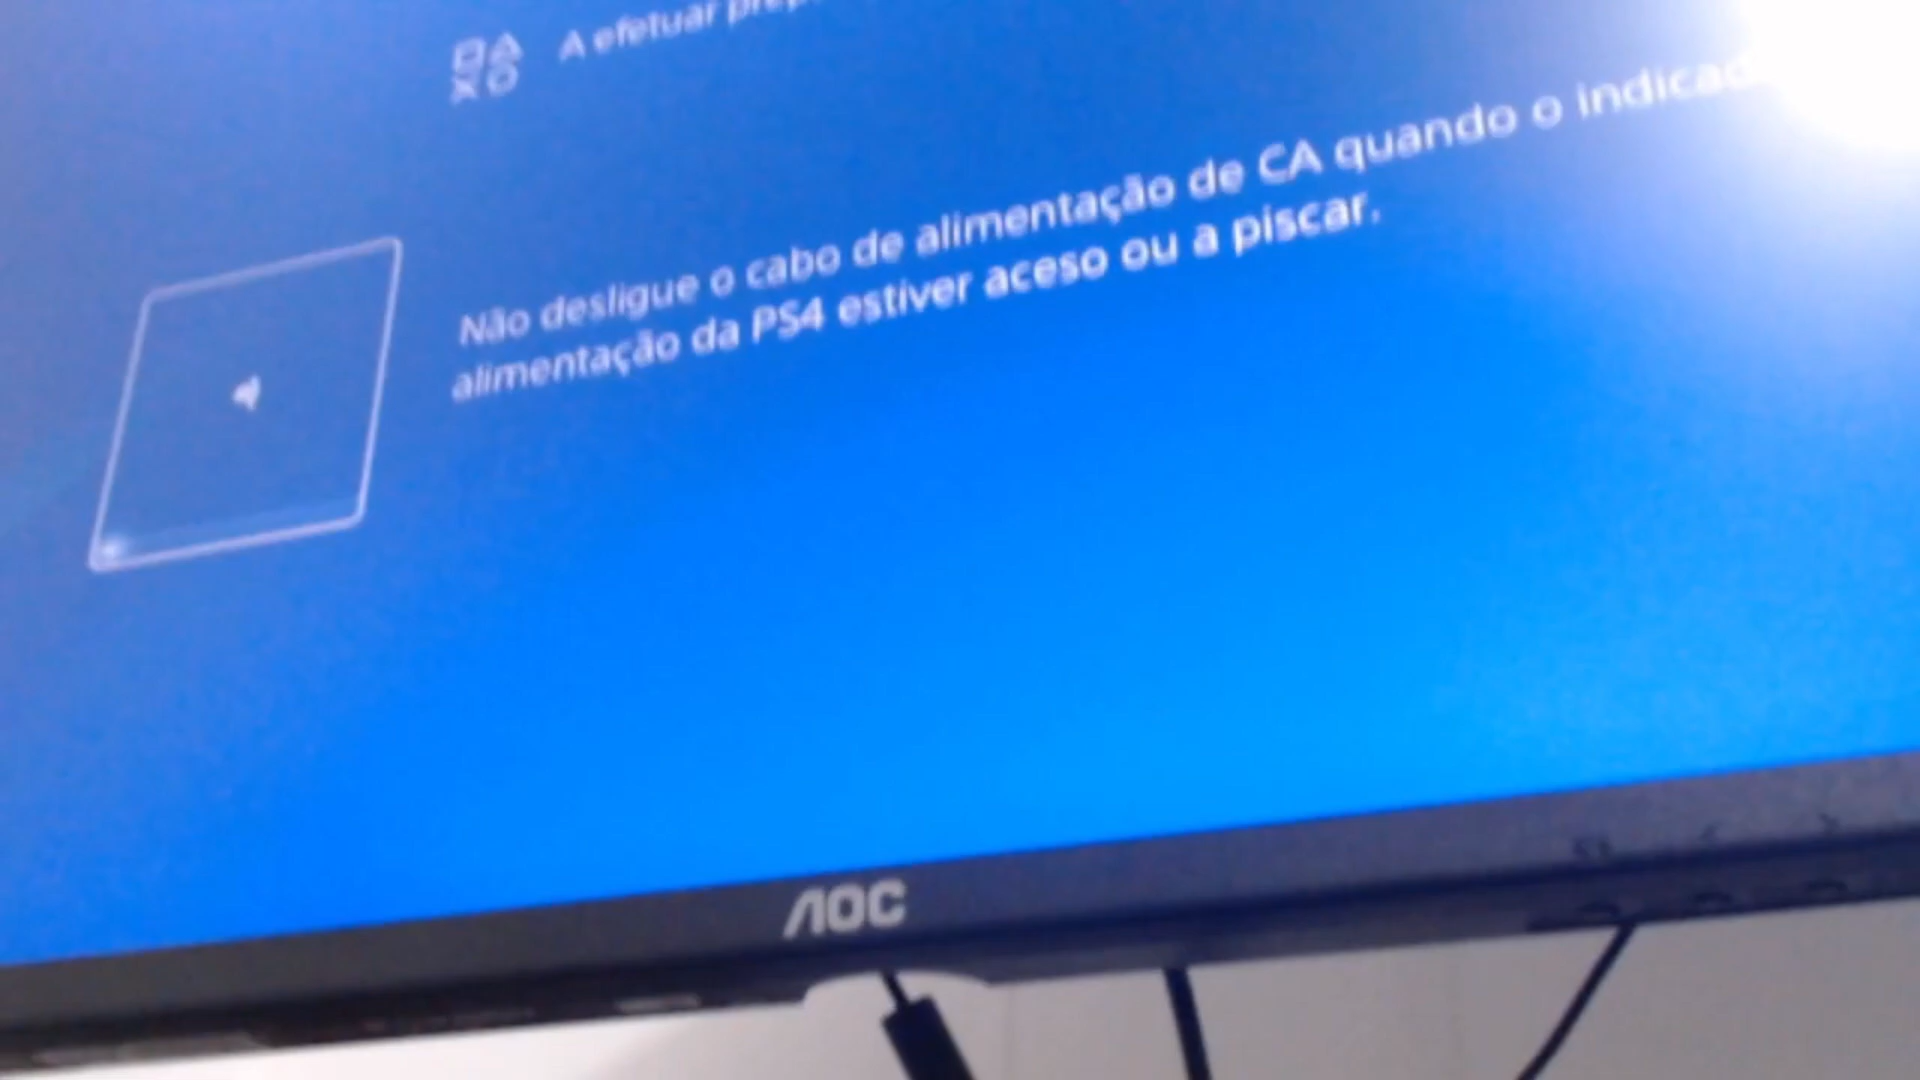 A efetuar
Não desligue o cabo de alimentação de CA quando o
alimentação da PS4 estiver aceso ou a piscar.
AOC